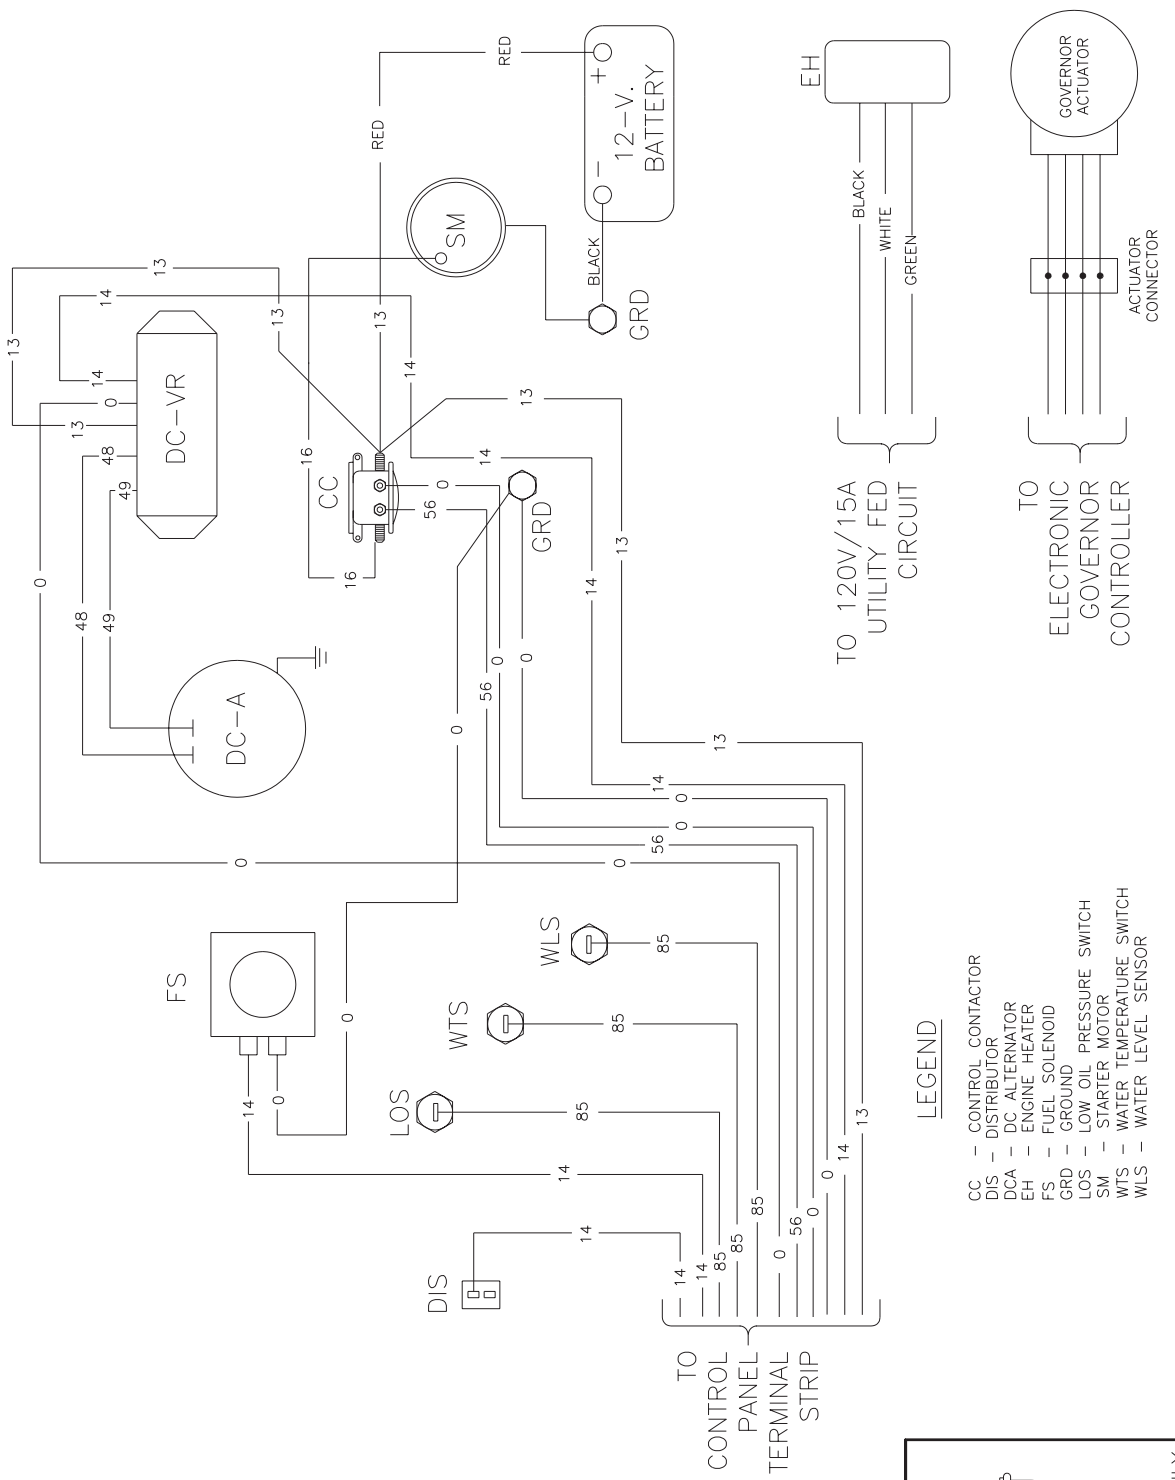 DIS
14
14
LOS
85
85
WTS
85
85
WLS
85
85
FS
14
0
14
14
0
0
DC-A
48
49
DC-VR
49
48
13
0
14
0
0
0
0
13
13
13
14
14
14
14
14
14
CC
16
16
56
0
56
0
56
0
56
0
GRD
0
0
0
13
13
13
13
13
RED
RED
SM
GRD
BLACK
12-V.
BATTERY
-
+
TO
CONTROL
PANEL
TERMINAL
STRIP
EH
BLACK
WHITE
GREEN
TO 120V/15A
UTILITY FED
CIRCUIT
GOVERNOR
ACTUATOR
ACTUATOR
CONNECTOR
TO
ELECTRONIC
GOVERNOR
CONTROLLER
LEGEND
CC - CONTROL CONTACTOR
DIS - DISTRIBUTOR
DCA - DC ALTERNATOR
EH - ENGINE HEATER
FS - FUEL SOLENOID
GRD - GROUND
LOS - LOW OIL PRESSURE SWITCH
SM - STARTER MOTOR
WTS - WATER TEMPERATURE SWITCH
WLS - WATER LEVEL SENSOR